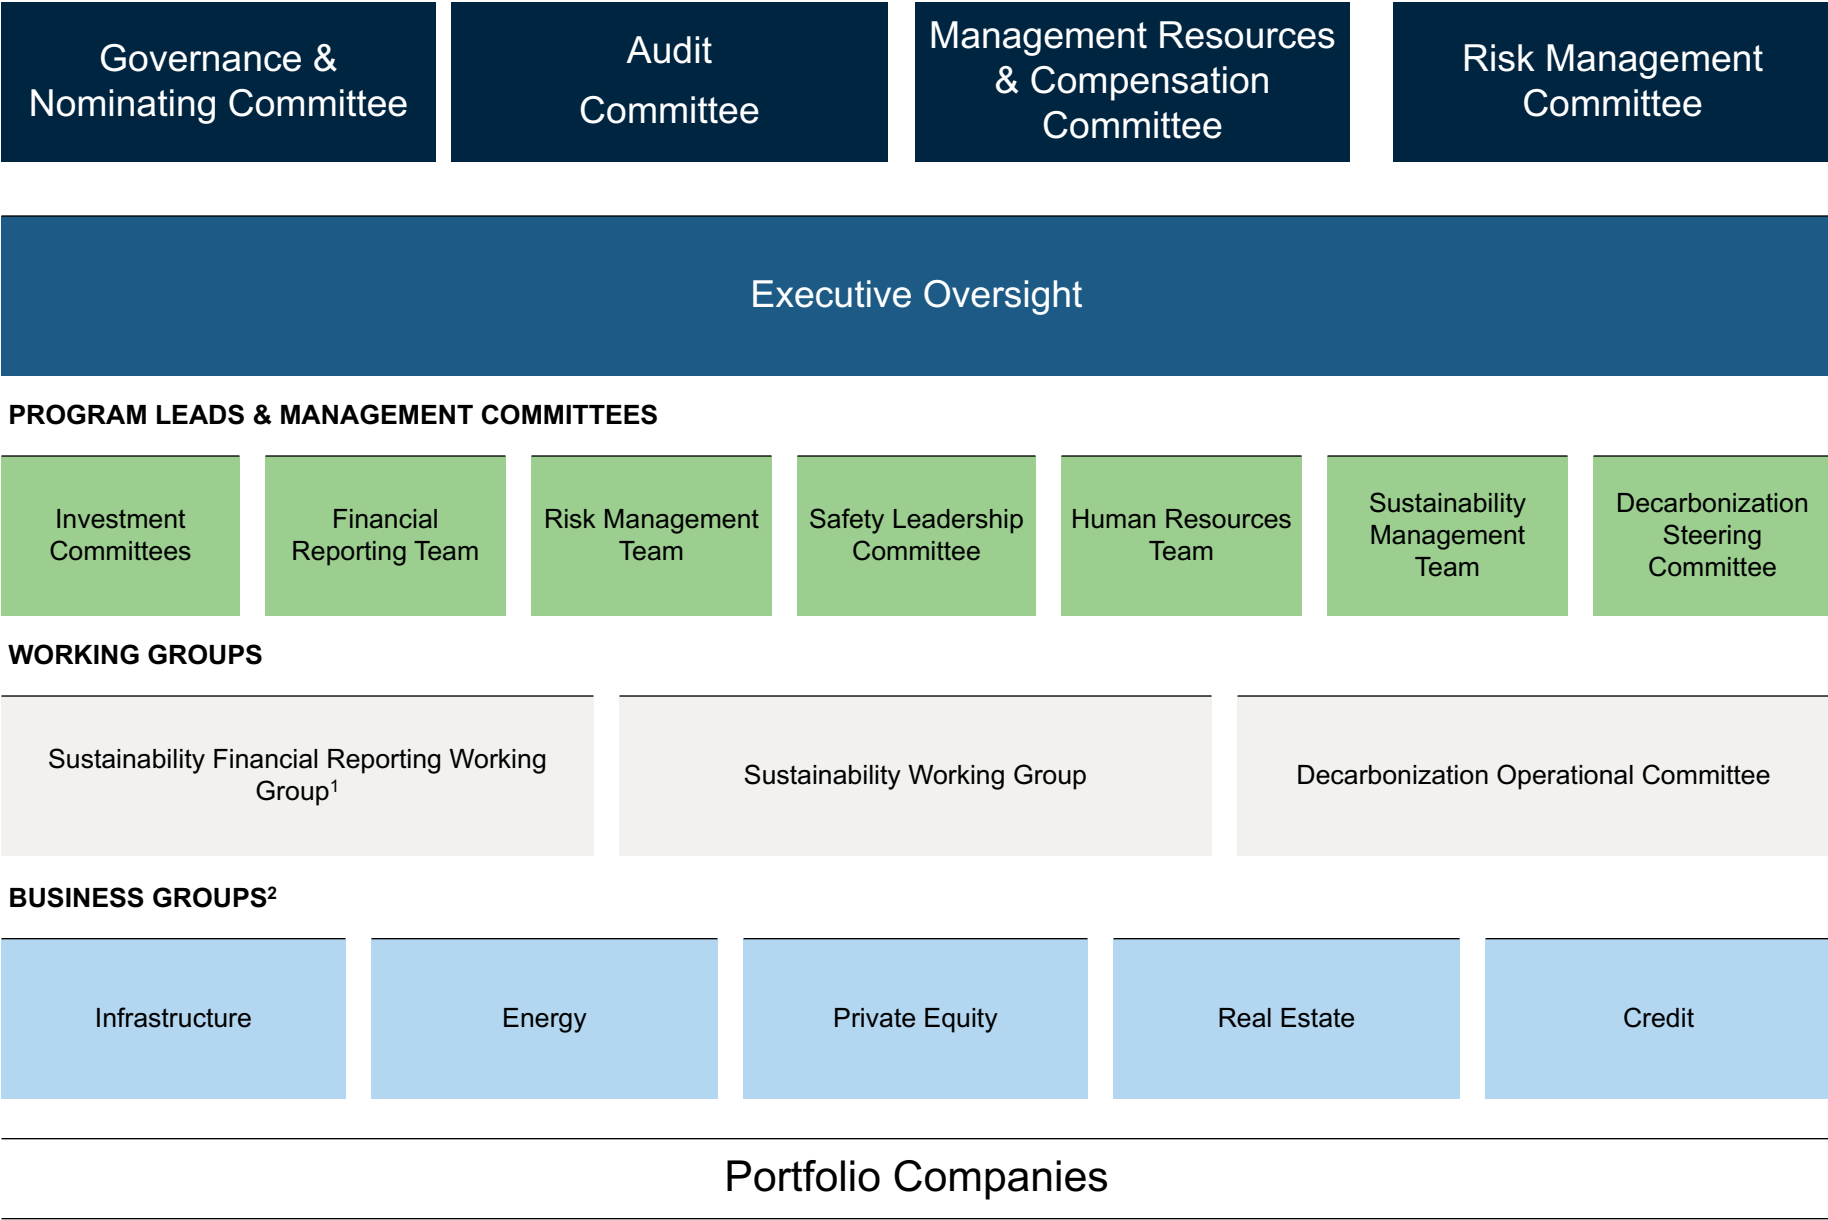 Governance &
Nominating Committee
Audit
Committee
Management Resources
& Compensation
Committee
Risk Management
Committee
Executive Oversight
PROGRAM LEADS & MANAGEMENT COMMITTEES
Investment
Committees
Financial
Reporting Team
Risk Management
Team
Safety Leadership
Committee
Human Resources
Team
Sustainability
Management
Team
Decarbonization
Steering
Committee
WORKING GROUPS
Sustainability Financial Reporting Working
Group¹
Sustainability Working Group
Decarbonization Operational Committee
BUSINESS GROUPS²
Infrastructure
Energy
Private Equity
Real Estate
Credit
Portfolio Companies